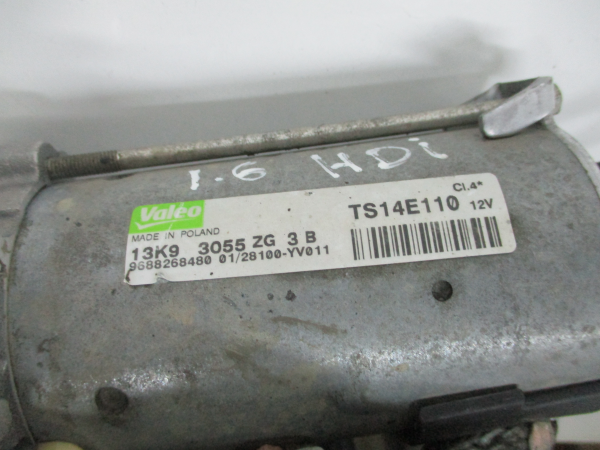 1.6 HDi
Valeo
MADE IN POLAND
TS14E110 12V
Cl.4*
13K9 3055 ZG 3 B
9688268480 01/28100-YV011